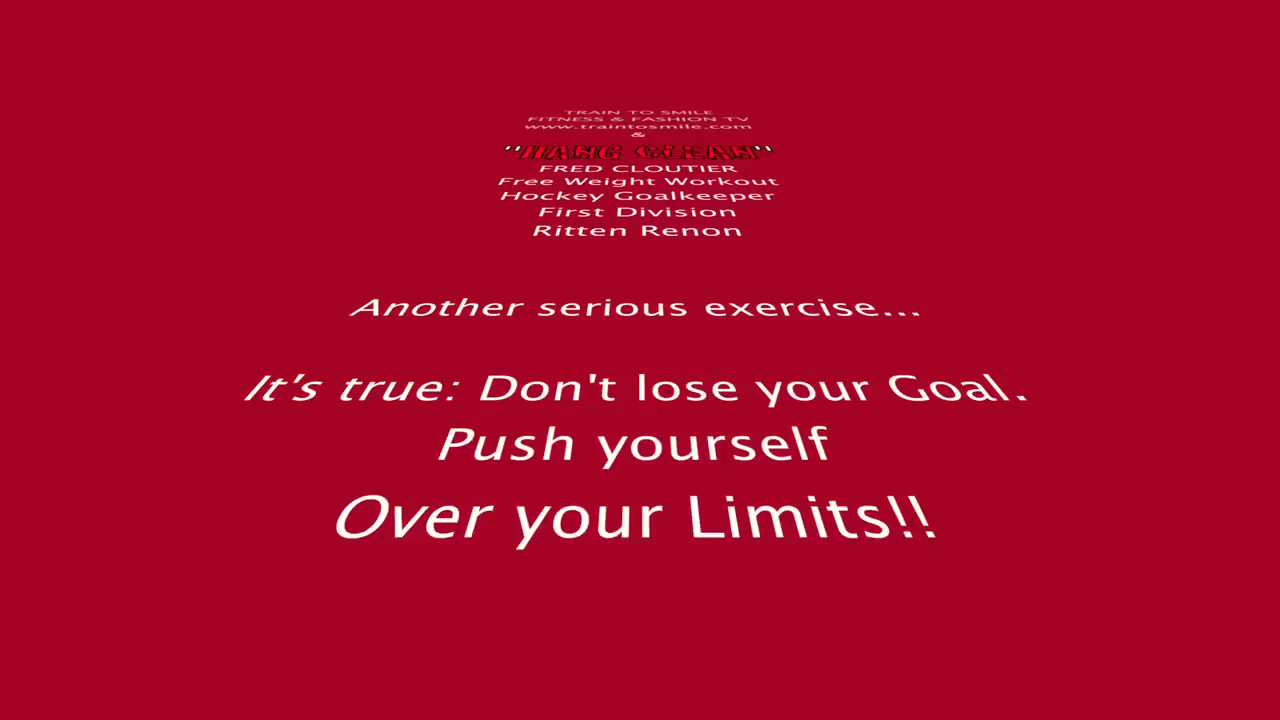 TRAIN TO SMILE
FITNESS & FASHION TV
www.traintosmile.com
&
"HANG CLEAN"
FRED CLOUTIER
Free Weight Workout
Hockey Goalkeeper
First Division
Ritten Renon
Another serious exercise...
It's true: Don't lose your Goal.
Push yourself
Over your Limits!!